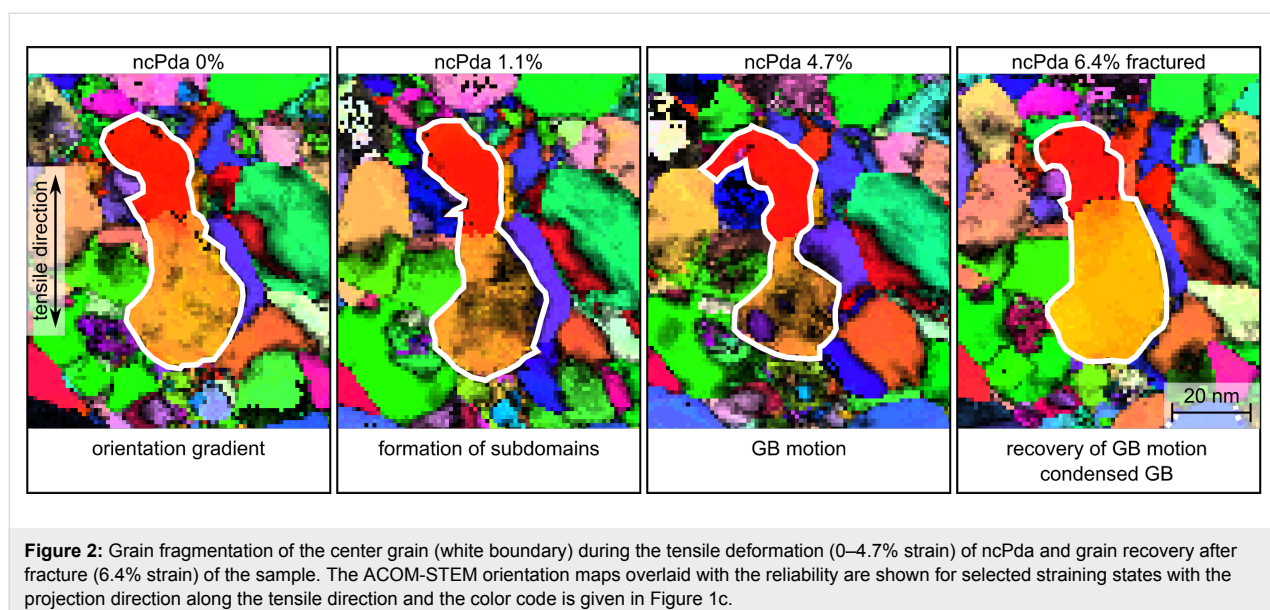 ncPda 0%
ncPda 1.1%
ncPda 4.7%
ncPda 6.4% fractured
tensile direction
20 nm
orientation gradient
formation of subdomains
GB motion
recovery of GB motion
condensed GB
Figure 2: Grain fragmentation of the center grain (white boundary) during the tensile deformation (0–4.7% strain) of ncPda and grain recovery after
fracture (6.4% strain) of the sample. The ACOM-STEM orientation maps overlaid with the reliability are shown for selected straining states with the
projection direction along the tensile direction and the color code is given in Figure 1c.